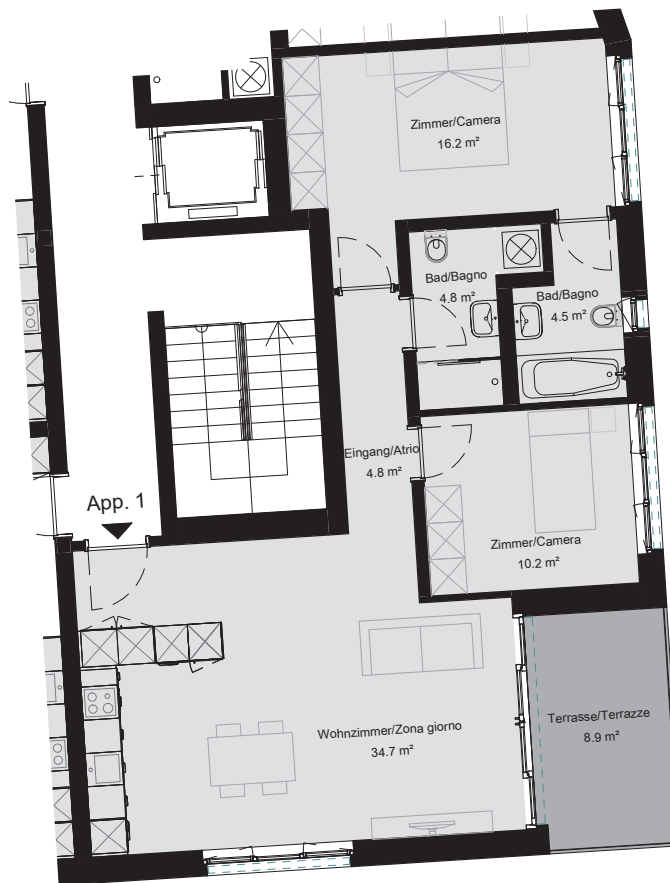 Zimmer/Camera
16.2 m²
Bad/Bagno
4.8 m²
Bad/Bagno
4.5 m²
Eingang/Atrio
4.8 m²
App. 1
Zimmer/Camera
10.2 m²
Wohnzimmer/Zona giorno
34.7 m²
Terrasse/Terrazze
8.9 m²